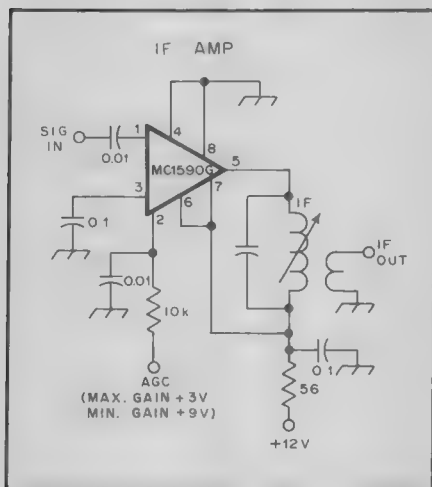 IF AMP
SIG
IN
0.01
1
4
8
MC1590G
5
7
3
6
2
0.1
0.01
10k
IF
IF
OUT
0.1
56
AGC
(MAX. GAIN +3V
MIN. GAIN +9V)
+12V